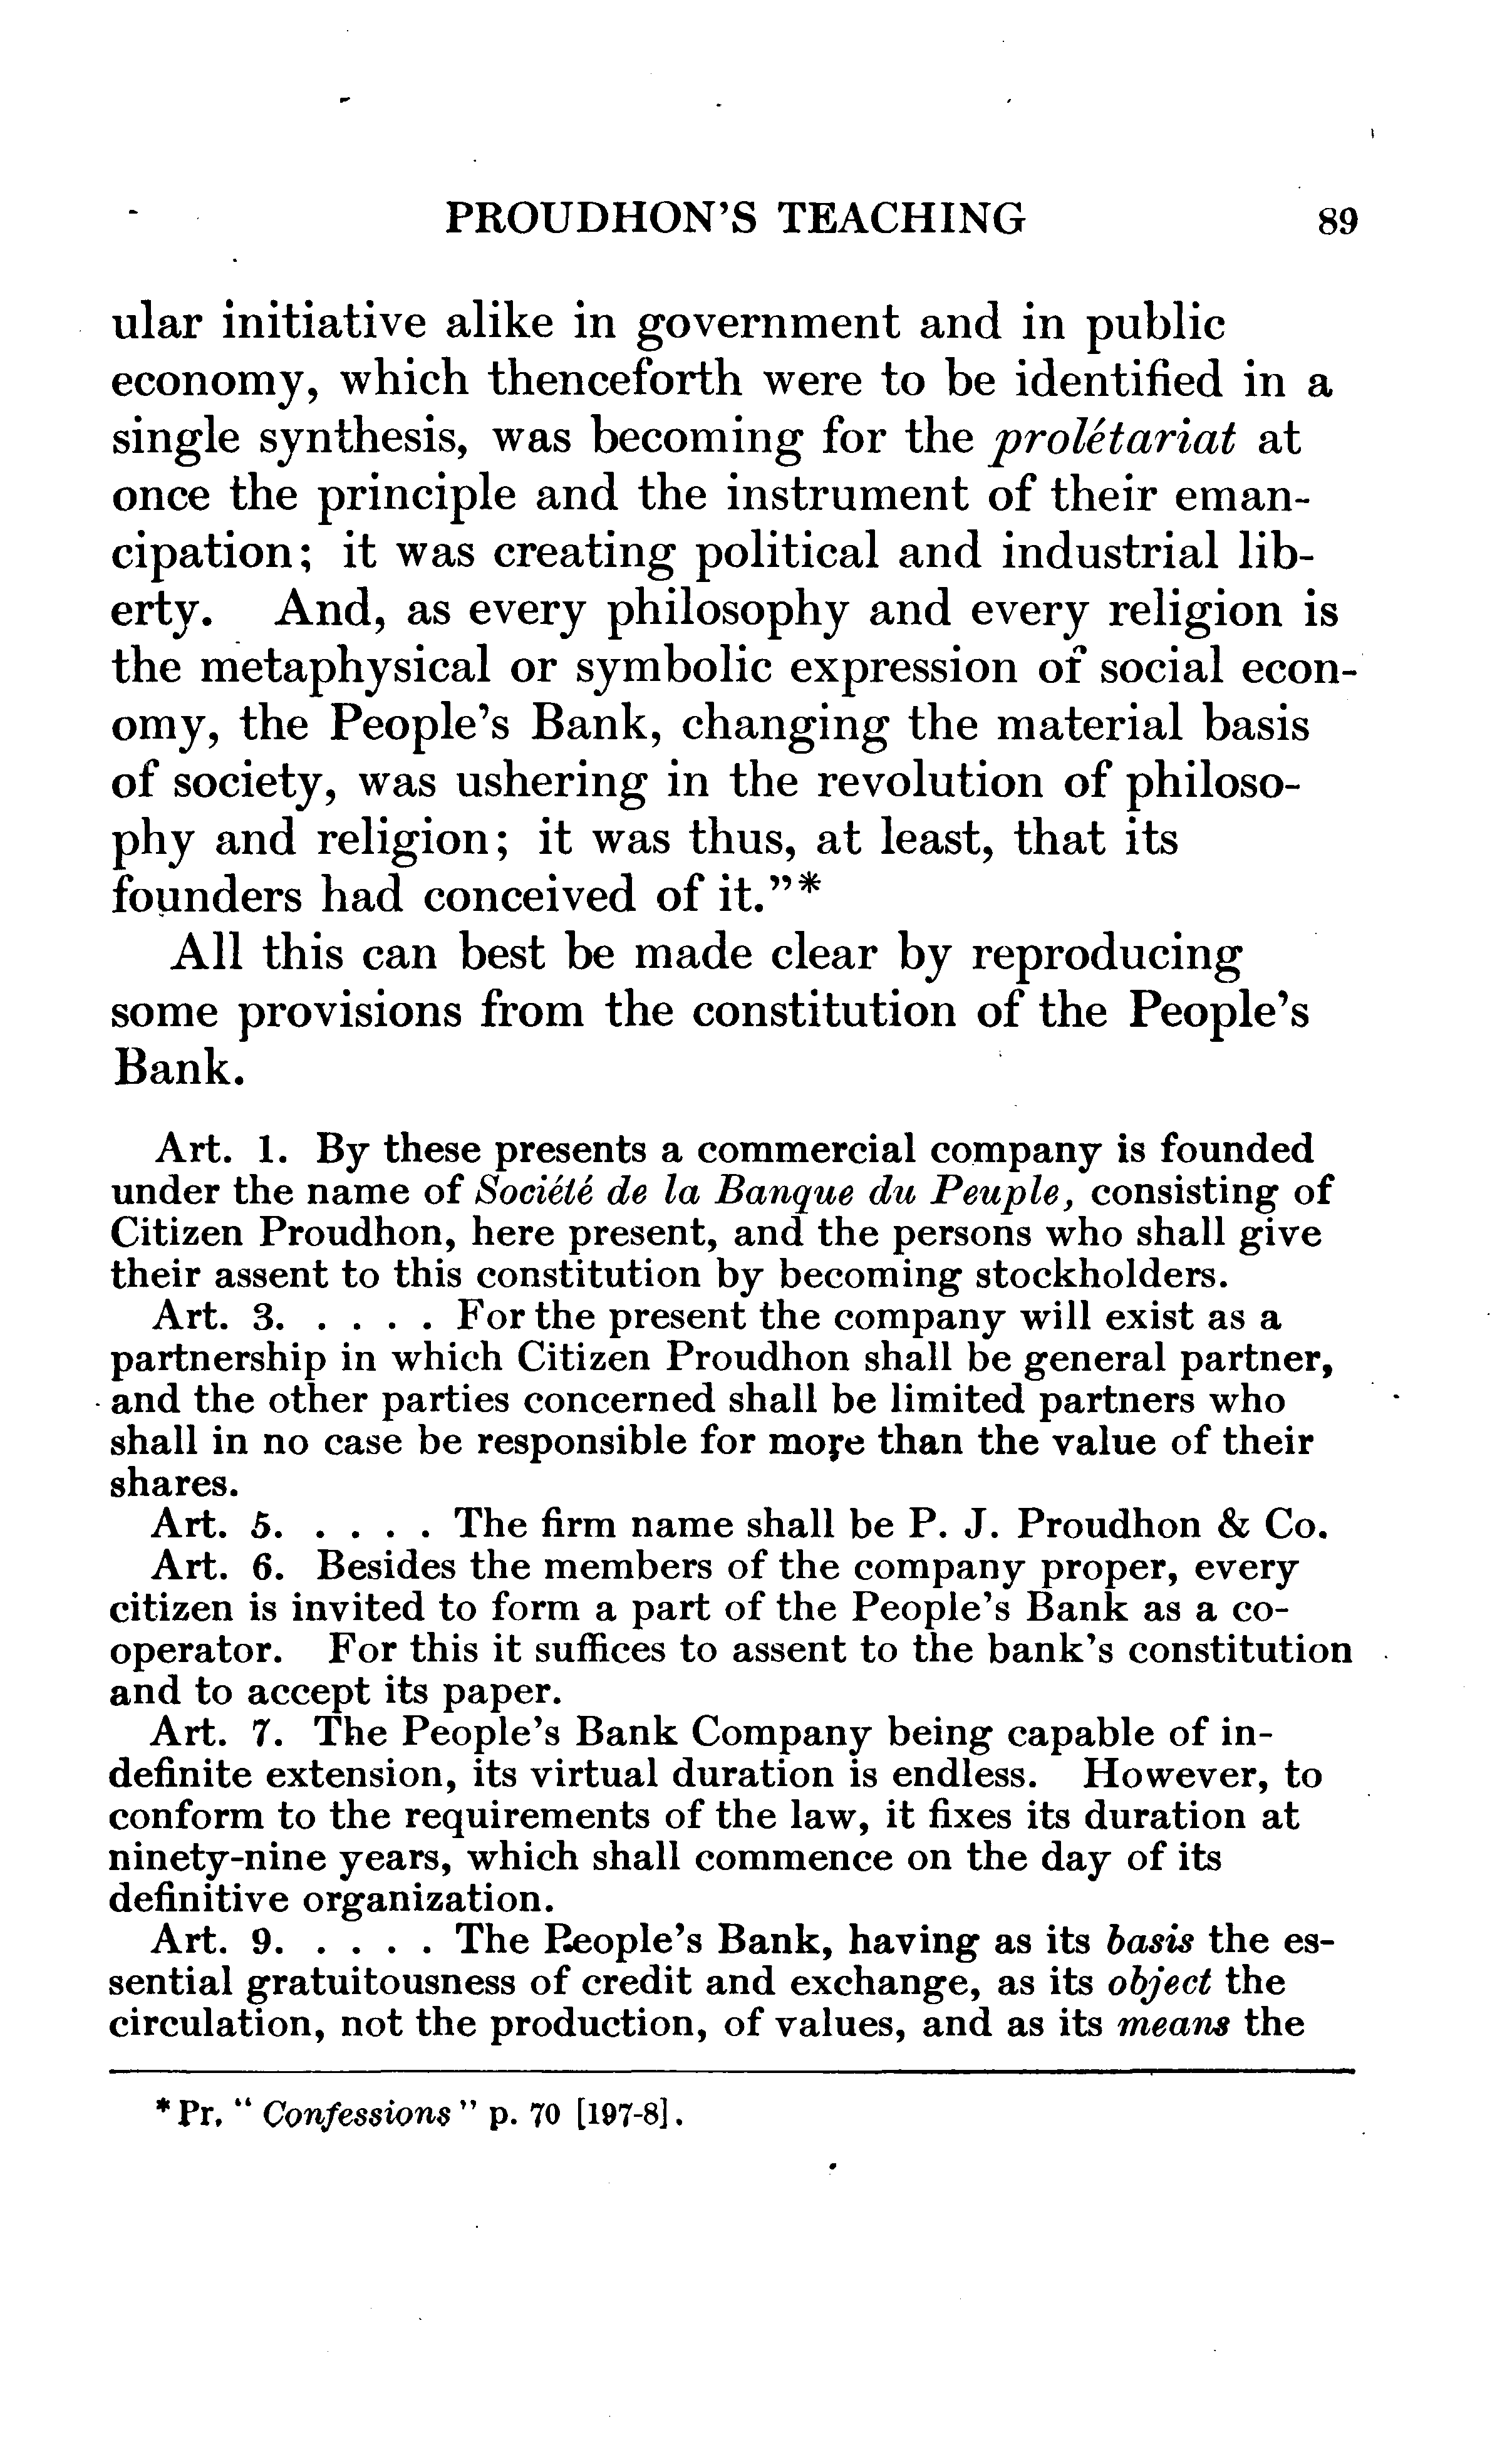 PROUDHON'S TEACHING 89
ular initiative alike in government and in public
economy, which thenceforth were to be identified in a
single synthesis, was becoming for the prolétariat at
once the principle and the instrument of their eman-
cipation; it was creating political and industrial lib-
erty. And, as every philosophy and every religion is
the metaphysical or symbolic expression of social econ-
omy, the People's Bank, changing the material basis
of society, was ushering in the revolution of philoso-
phy and religion; it was thus, at least, that its
founders had conceived of it."*
All this can best be made clear by reproducing
some provisions from the constitution of the People's
Bank.
Art. 1. By these presents a commercial company is founded
under the name of Société de la Banque du Peuple, consisting of
Citizen Proudhon, here present, and the persons who shall give
their assent to this constitution by becoming stockholders.
Art. 3. . . . . . For the present the company will exist as a
partnership in which Citizen Proudhon shall be general partner,
and the other parties concerned shall be limited partners who
shall in no case be responsible for more than the value of their
shares.
Art. 5. . . . . . The firm name shall be P. J. Proudhon & Co.
Art. 6. Besides the members of the company proper, every
citizen is invited to form a part of the People's Bank as a co-
operator. For this it suffices to assent to the bank's constitution
and to accept its paper.
Art. 7. The People's Bank Company being capable of in-
definite extension, its virtual duration is endless. However, to
conform to the requirements of the law, it fixes its duration at
ninety-nine years, which shall commence on the day of its
definitive organization.
Art. 9. . . . . . The People's Bank, having as its basis the es-
sential gratuitousness of credit and exchange, as its object the
circulation, not the production, of values, and as its means the
* Pr. "Confessions" p. 70 [197-8].